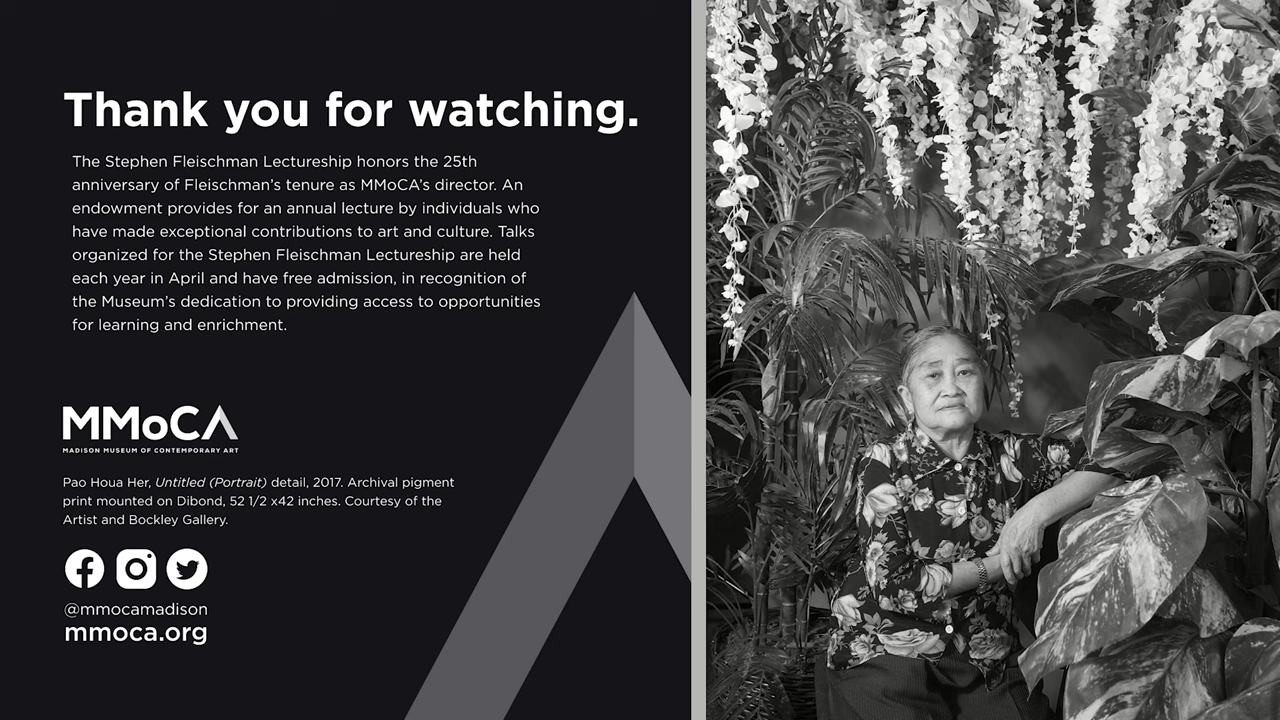 Thank you for watching.
The Stephen Fleischman Lectureship honors the 25th
anniversary of Fleischman’s tenure as MMoCA’s director. An
endowment provides for an annual lecture by individuals who
have made exceptional contributions to art and culture. Talks
organized for the Stephen Fleischman Lectureship are held
each year in April and have free admission, in recognition of
the Museum’s dedication to providing access to opportunities
for learning and enrichment.
MMoCA
MADISON MUSEUM OF CONTEMPORARY ART
Pao Houa Her, Untitled (Portrait) detail, 2017. Archival pigment
print mounted on Dibond, 52 1/2 x42 inches. Courtesy of the
Artist and Bockley Gallery.
@mmocamadison
mmoca.org